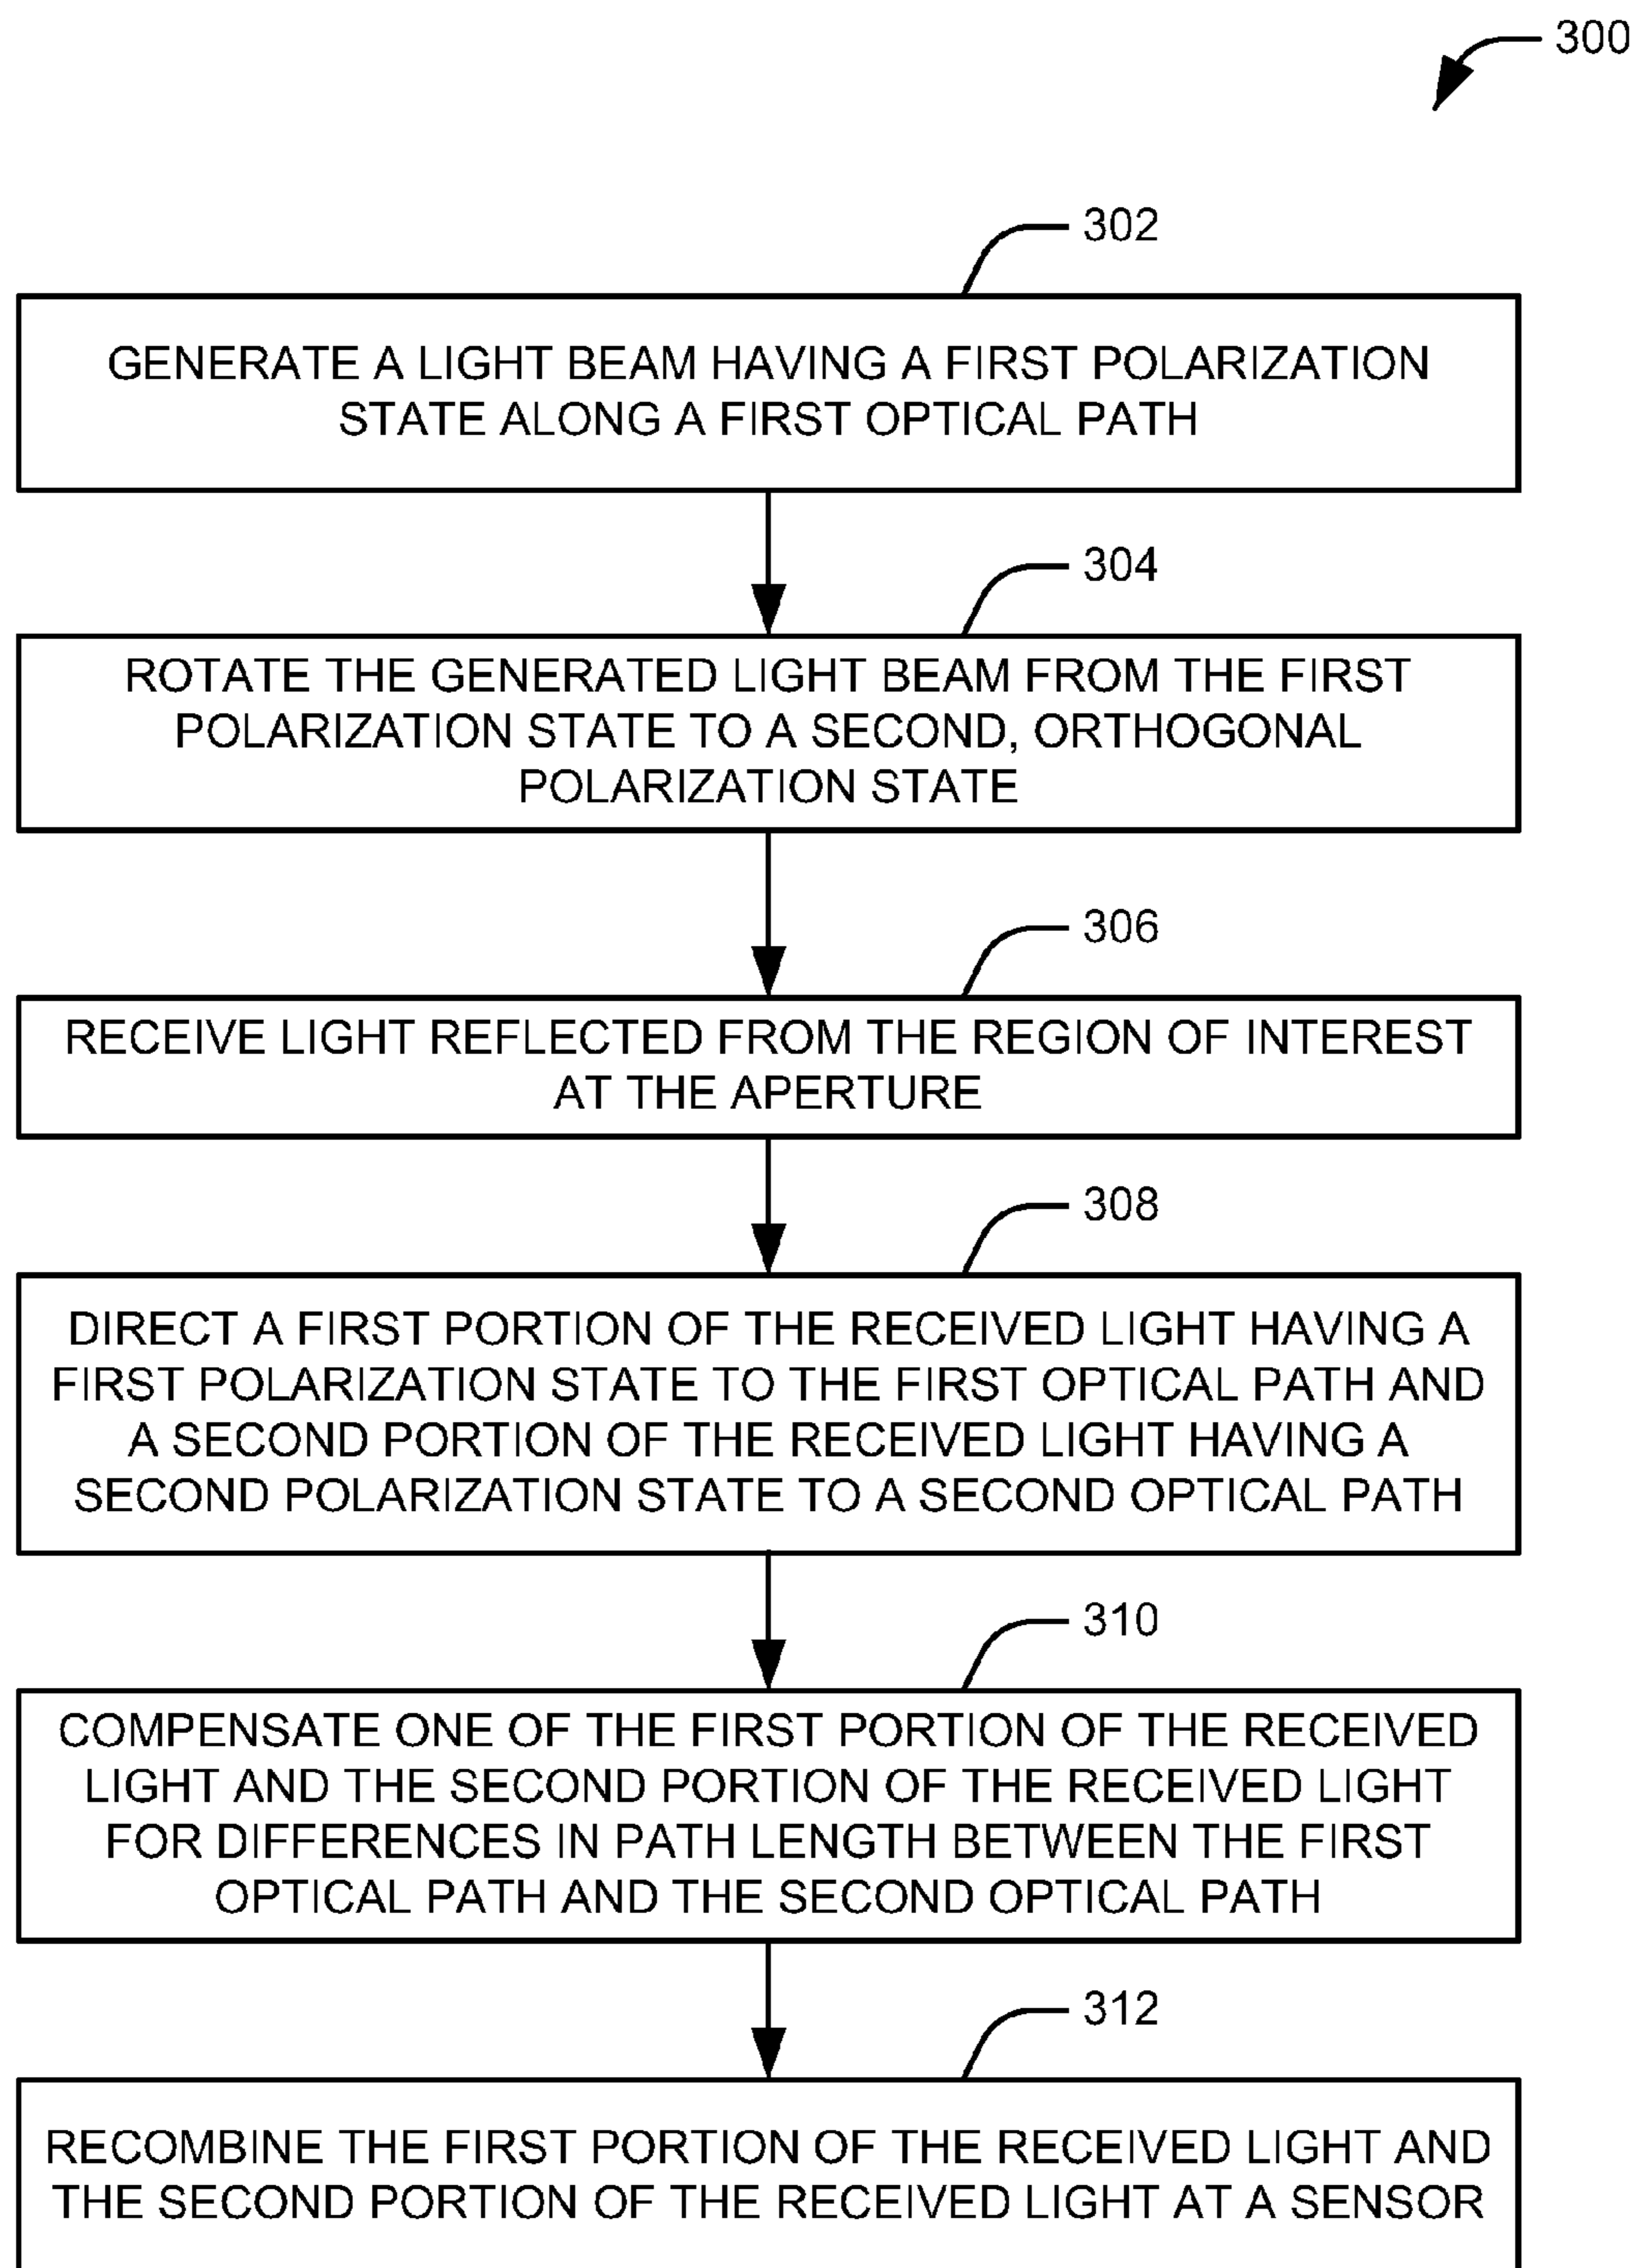 300
302
GENERATE A LIGHT BEAM HAVING A FIRST POLARIZATION
STATE ALONG A FIRST OPTICAL PATH
304
ROTATE THE GENERATED LIGHT BEAM FROM THE FIRST
POLARIZATION STATE TO A SECOND, ORTHOGONAL
POLARIZATION STATE
306
RECEIVE LIGHT REFLECTED FROM THE REGION OF INTEREST
AT THE APERTURE
308
DIRECT A FIRST PORTION OF THE RECEIVED LIGHT HAVING A
FIRST POLARIZATION STATE TO THE FIRST OPTICAL PATH AND
A SECOND PORTION OF THE RECEIVED LIGHT HAVING A
SECOND POLARIZATION STATE TO A SECOND OPTICAL PATH
310
COMPENSATE ONE OF THE FIRST PORTION OF THE RECEIVED
LIGHT AND THE SECOND PORTION OF THE RECEIVED LIGHT
FOR DIFFERENCES IN PATH LENGTH BETWEEN THE FIRST
OPTICAL PATH AND THE SECOND OPTICAL PATH
312
RECOMBINE THE FIRST PORTION OF THE RECEIVED LIGHT AND
THE SECOND PORTION OF THE RECEIVED LIGHT AT A SENSOR